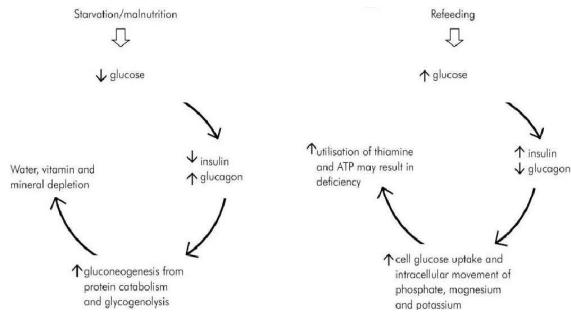 Starvation/malnutrition
↓ glucose
↓ insulin
↑ glucagon
↑ gluconeogenesis from
protein catabolism
and glycogenolysis
Water, vitamin and
mineral depletion
Refeeding
↑ glucose
↑ insulin
↓ glucagon
↑ cell glucose uptake and
intracellular movement of
phosphate, magnesium
and potassium
↑ utilisation of thiamine
and ATP may result in
deficiency